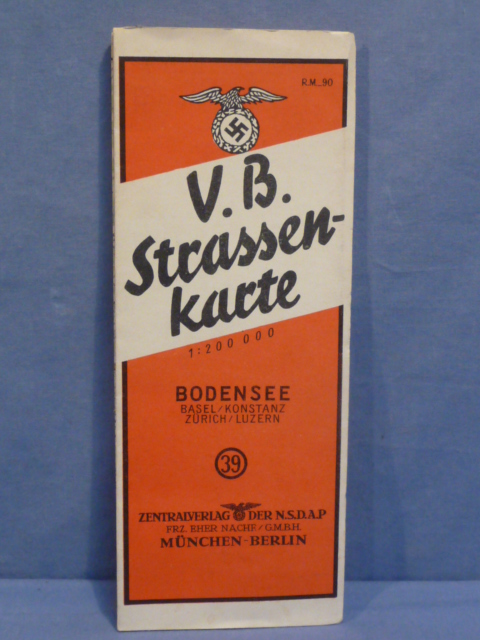 R.M. -.90
V. B.
Strassen-
karte
1:200 000
BODENSEE
BASEL/KONSTANZ
ZÜRICH/LUZERN
39
ZENTRALVERLAG DER N.S.D.A.P
FRZ. EHER NACHF/G.M.B.H.
MÜNCHEN-BERLIN